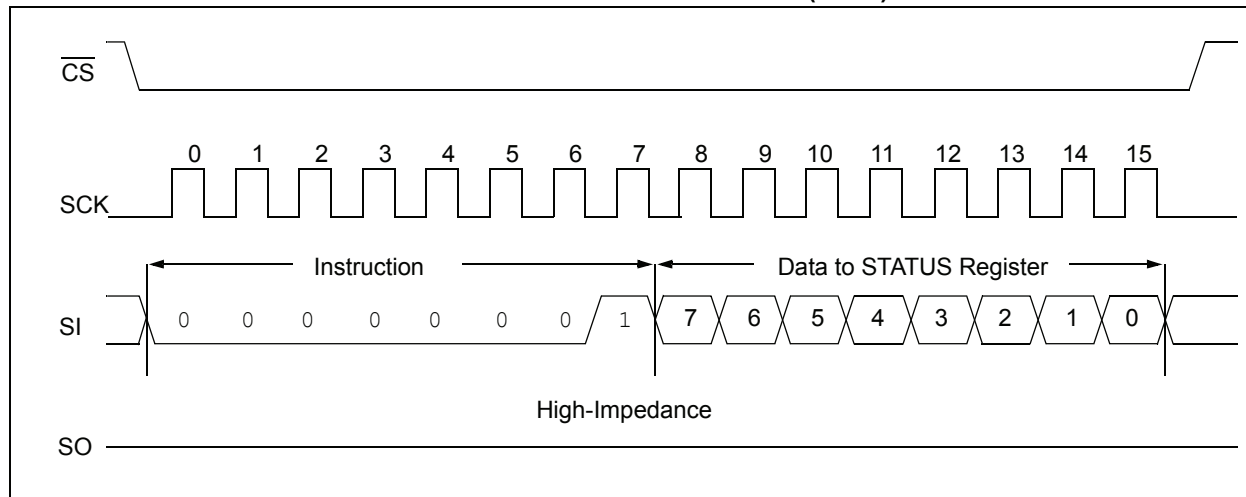 CS
0 1 2 3 4 5 6 7 8 9 10 11 12 13 14 15
SCK
Instruction Data to STATUS Register
SI 0 0 0 0 0 0 0 1 7 6 5 4 3 2 1 0
High-Impedance
SO